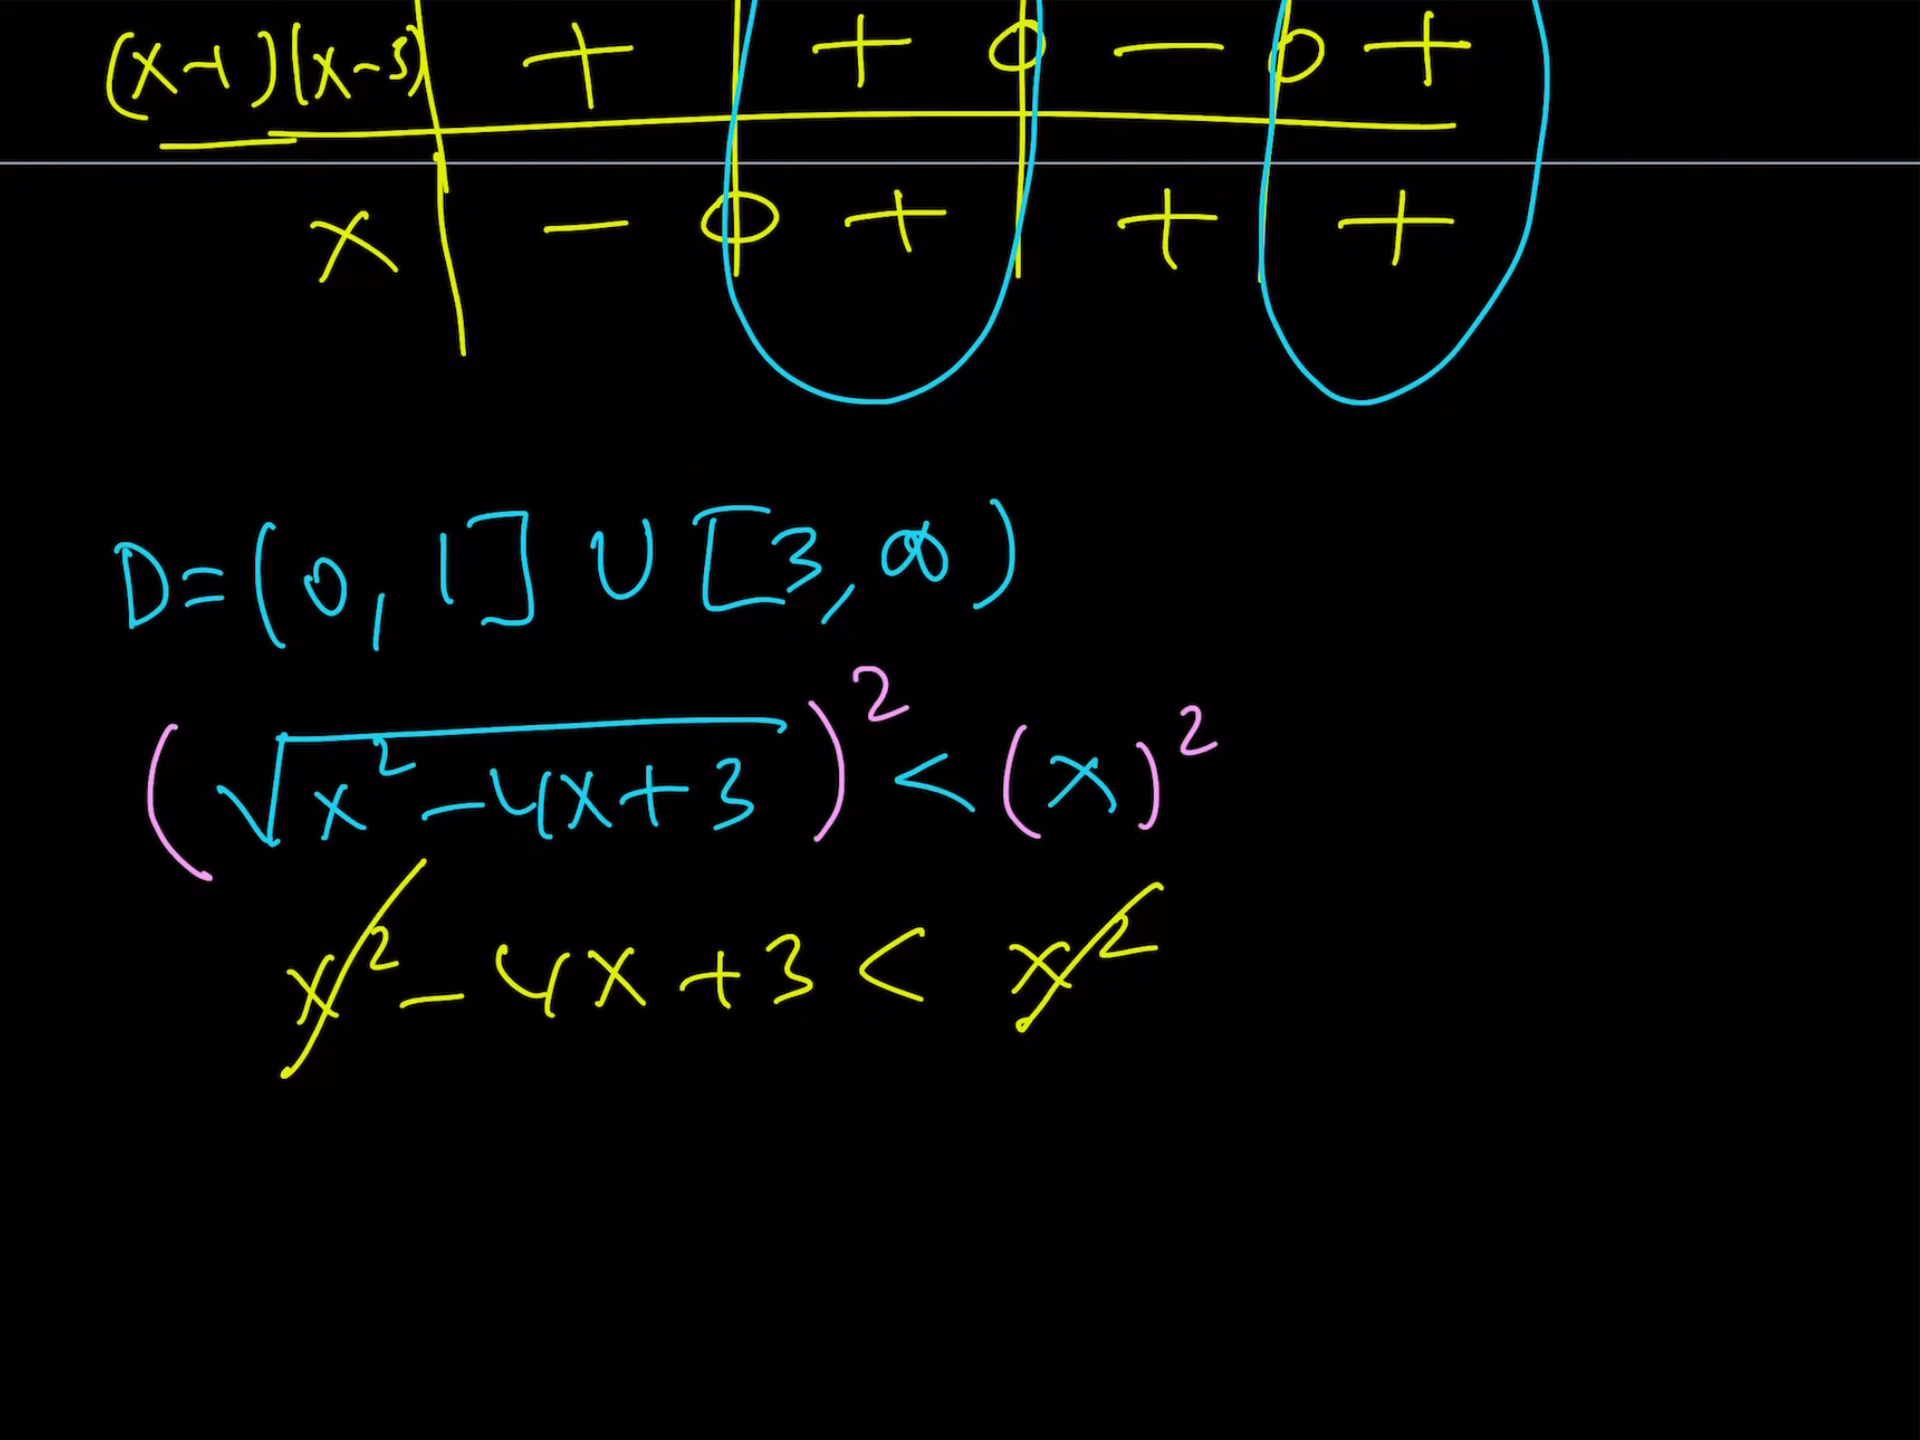 (x-1)(x-3) + + 0 - 0 +
x - 0 + + +
D=(0,1] ∪ [3,∞)
(√x²-4x+3)² < (x)²
x²-4x+3 < x²